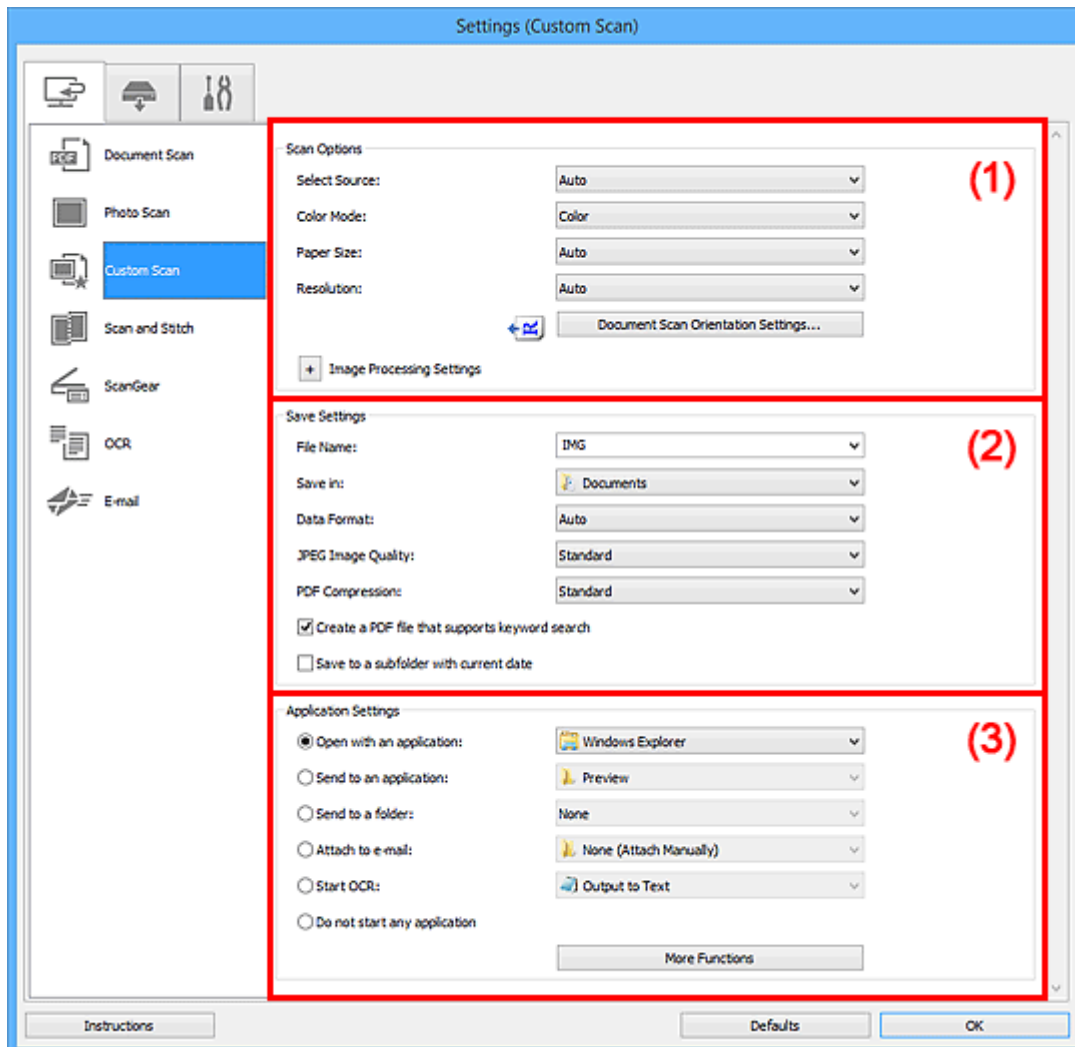 Settings (Custom Scan)
Document Scan
Photo Scan
Custom Scan
Scan and Stitch
ScanGear
OCR
E-mail
Scan Options
(1)
Select Source: Auto
Color Mode: Color
Paper Size: Auto
Resolution: Auto
Document Scan Orientation Settings...
+ Image Processing Settings
Save Settings
(2)
File Name: IMG
Save in: Documents
Data Format: Auto
JPEG Image Quality: Standard
PDF Compression: Standard
Create a PDF file that supports keyword search
Save to a subfolder with current date
Application Settings
(3)
Open with an application: Windows Explorer
Send to an application: Preview
Send to a folder: None
Attach to e-mail: None (Attach Manually)
Start OCR: Output to Text
Do not start any application
More Functions
Instructions Defaults OK